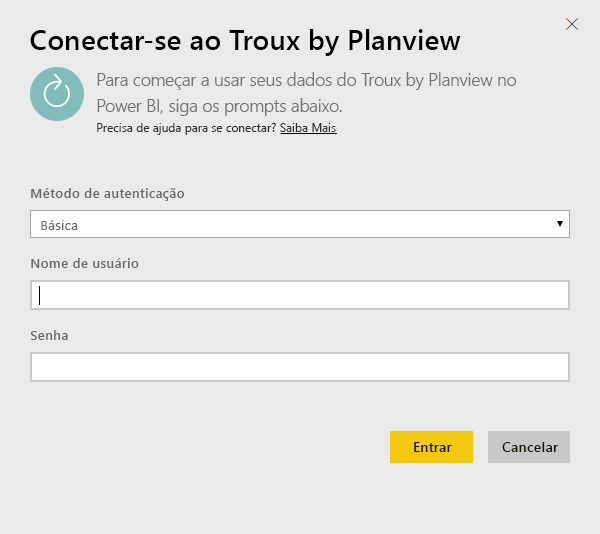 Conectar-se ao Troux by Planview
Para começar a usar seus dados do Troux by Planview no
Power BI, siga os prompts abaixo.
Precisa de ajuda para se conectar? Saiba Mais
Método de autenticação
Básica
Nome de usuário
Senha
Entrar
Cancelar